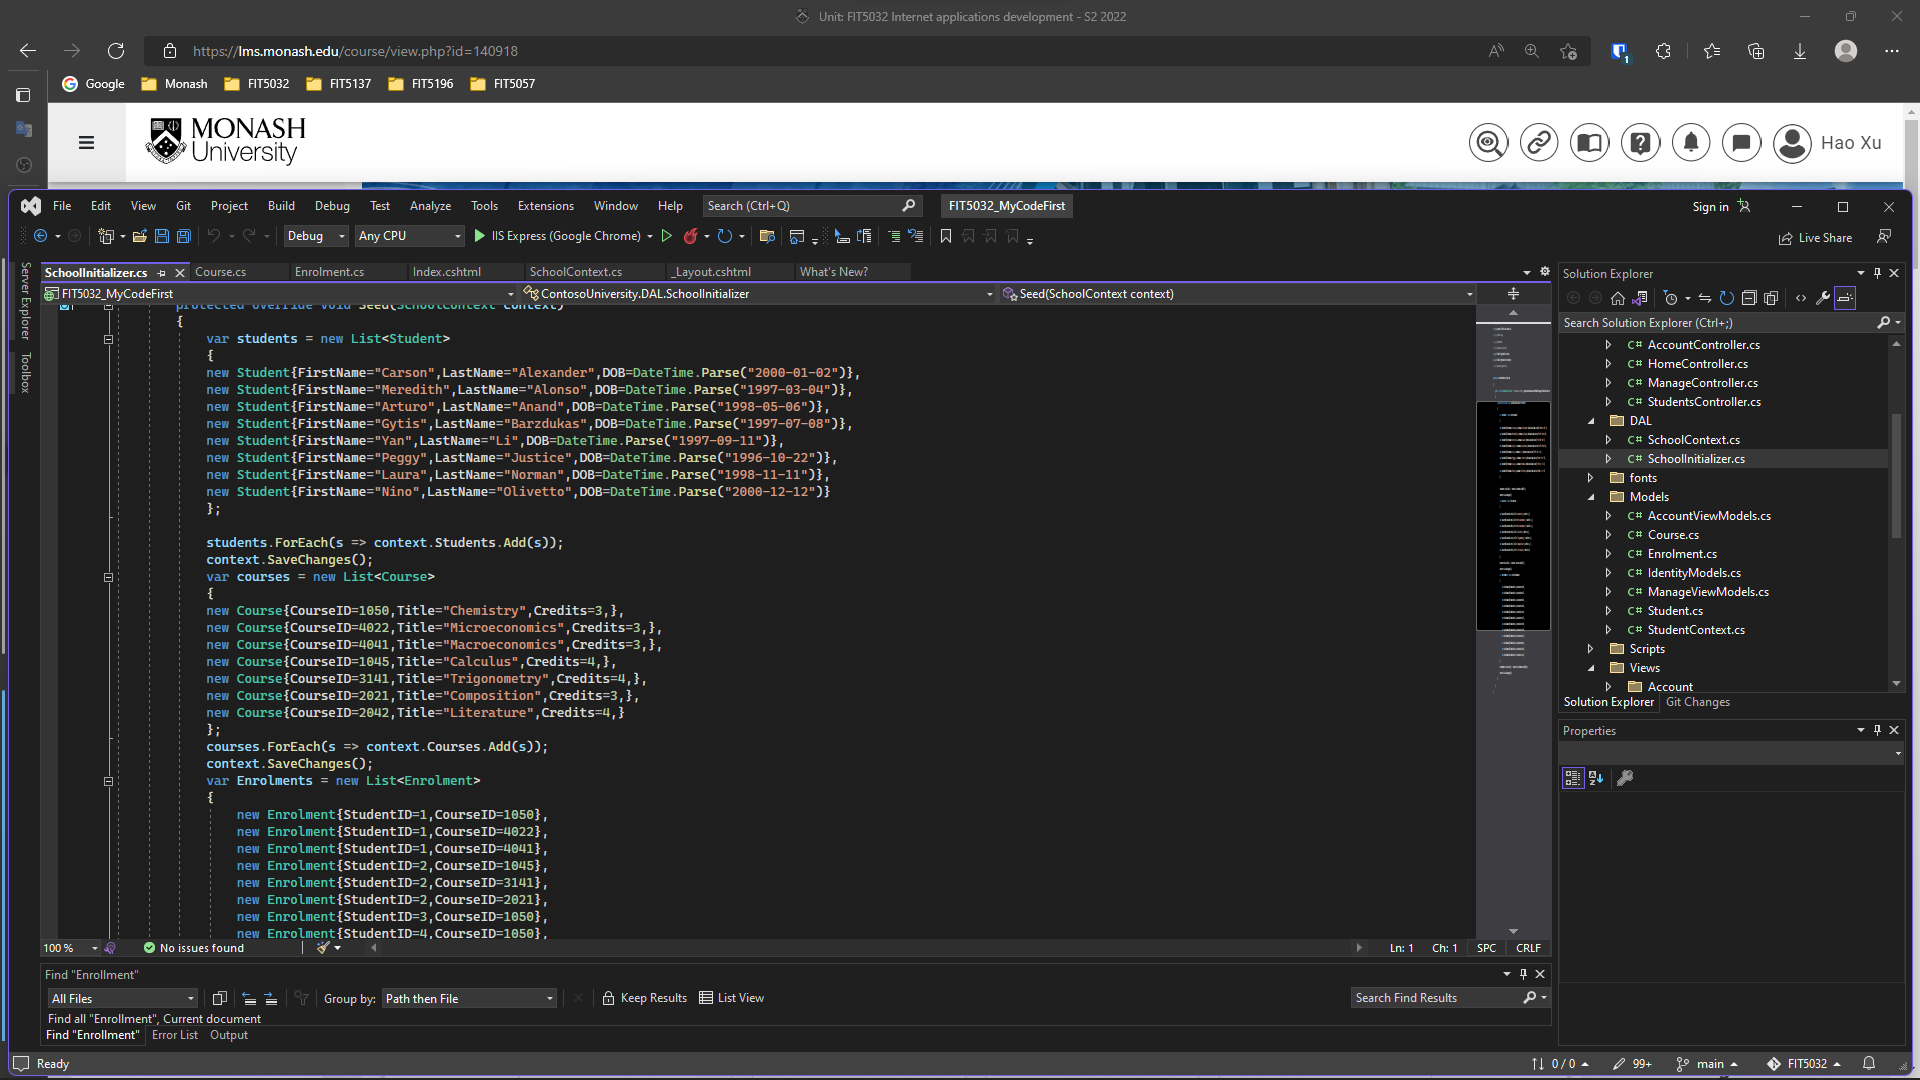 Unit: FIT5032 Internet applications development - S2 2022
https://lms.monash.edu/course/view.php?id=140918
Google Monash FIT5032 FIT5137 FIT5196 FIT5057
MONASH
University
Hao Xu
File Edit View Git Project Build Debug Test Analyze Tools Extensions Window Help Search (Ctrl+Q) FIT5032_MyCodeFirst Sign in
Debug Any CPU IIS Express (Google Chrome) Live Share
Server Explorer
Toolbox
SchoolInitializer.cs Course.cs Enrolment.cs Index.cshtml SchoolContext.cs _Layout.cshtml What's New?
FIT5032_MyCodeFirst ContosoUniversity.DAL.SchoolInitializer Seed(SchoolContext context)
protected override void Seed(SchoolContext context)
{
var students = new List<Student>
{
new Student{FirstName="Carson",LastName="Alexander",DOB=DateTime.Parse("2000-01-02")},
new Student{FirstName="Meredith",LastName="Alonso",DOB=DateTime.Parse("1997-03-04")},
new Student{FirstName="Arturo",LastName="Anand",DOB=DateTime.Parse("1998-05-06")},
new Student{FirstName="Gytis",LastName="Barzdukas",DOB=DateTime.Parse("1997-07-08")},
new Student{FirstName="Yan",LastName="Li",DOB=DateTime.Parse("1997-09-11")},
new Student{FirstName="Peggy",LastName="Justice",DOB=DateTime.Parse("1996-10-22")},
new Student{FirstName="Laura",LastName="Norman",DOB=DateTime.Parse("1998-11-11")},
new Student{FirstName="Nino",LastName="Olivetto",DOB=DateTime.Parse("2000-12-12")}
};
students.ForEach(s => context.Students.Add(s));
context.SaveChanges();
var courses = new List<Course>
{
new Course{CourseID=1050,Title="Chemistry",Credits=3,},
new Course{CourseID=4022,Title="Microeconomics",Credits=3,},
new Course{CourseID=4041,Title="Macroeconomics",Credits=3,},
new Course{CourseID=1045,Title="Calculus",Credits=4,},
new Course{CourseID=3141,Title="Trigonometry",Credits=4,},
new Course{CourseID=2021,Title="Composition",Credits=3,},
new Course{CourseID=2042,Title="Literature",Credits=4,}
};
courses.ForEach(s => context.Courses.Add(s));
context.SaveChanges();
var Enrolments = new List<Enrolment>
{
new Enrolment{StudentID=1,CourseID=1050},
new Enrolment{StudentID=1,CourseID=4022},
new Enrolment{StudentID=1,CourseID=4041},
new Enrolment{StudentID=2,CourseID=1045},
new Enrolment{StudentID=2,CourseID=3141},
new Enrolment{StudentID=2,CourseID=2021},
new Enrolment{StudentID=3,CourseID=1050},
new Enrolment{StudentID=4,CourseID=1050},
100 % No issues found Ln: 1 Ch: 1 SPC CRLF
Find "Enrollment"
All Files Group by: Path then File Keep Results List View Search Find Results
Find all "Enrollment", Current document
Find "Enrollment" Error List Output
Solution Explorer
Search Solution Explorer (Ctrl+;)
C# AccountController.cs
C# HomeController.cs
C# ManageController.cs
C# StudentsController.cs
DAL
C# SchoolContext.cs
C# SchoolInitializer.cs
fonts
Models
C# AccountViewModels.cs
C# Course.cs
C# Enrolment.cs
C# IdentityModels.cs
C# ManageViewModels.cs
C# Student.cs
C# StudentContext.cs
Scripts
Views
Account
Solution Explorer Git Changes
Properties
Ready 0 / 0 99+ main FIT5032